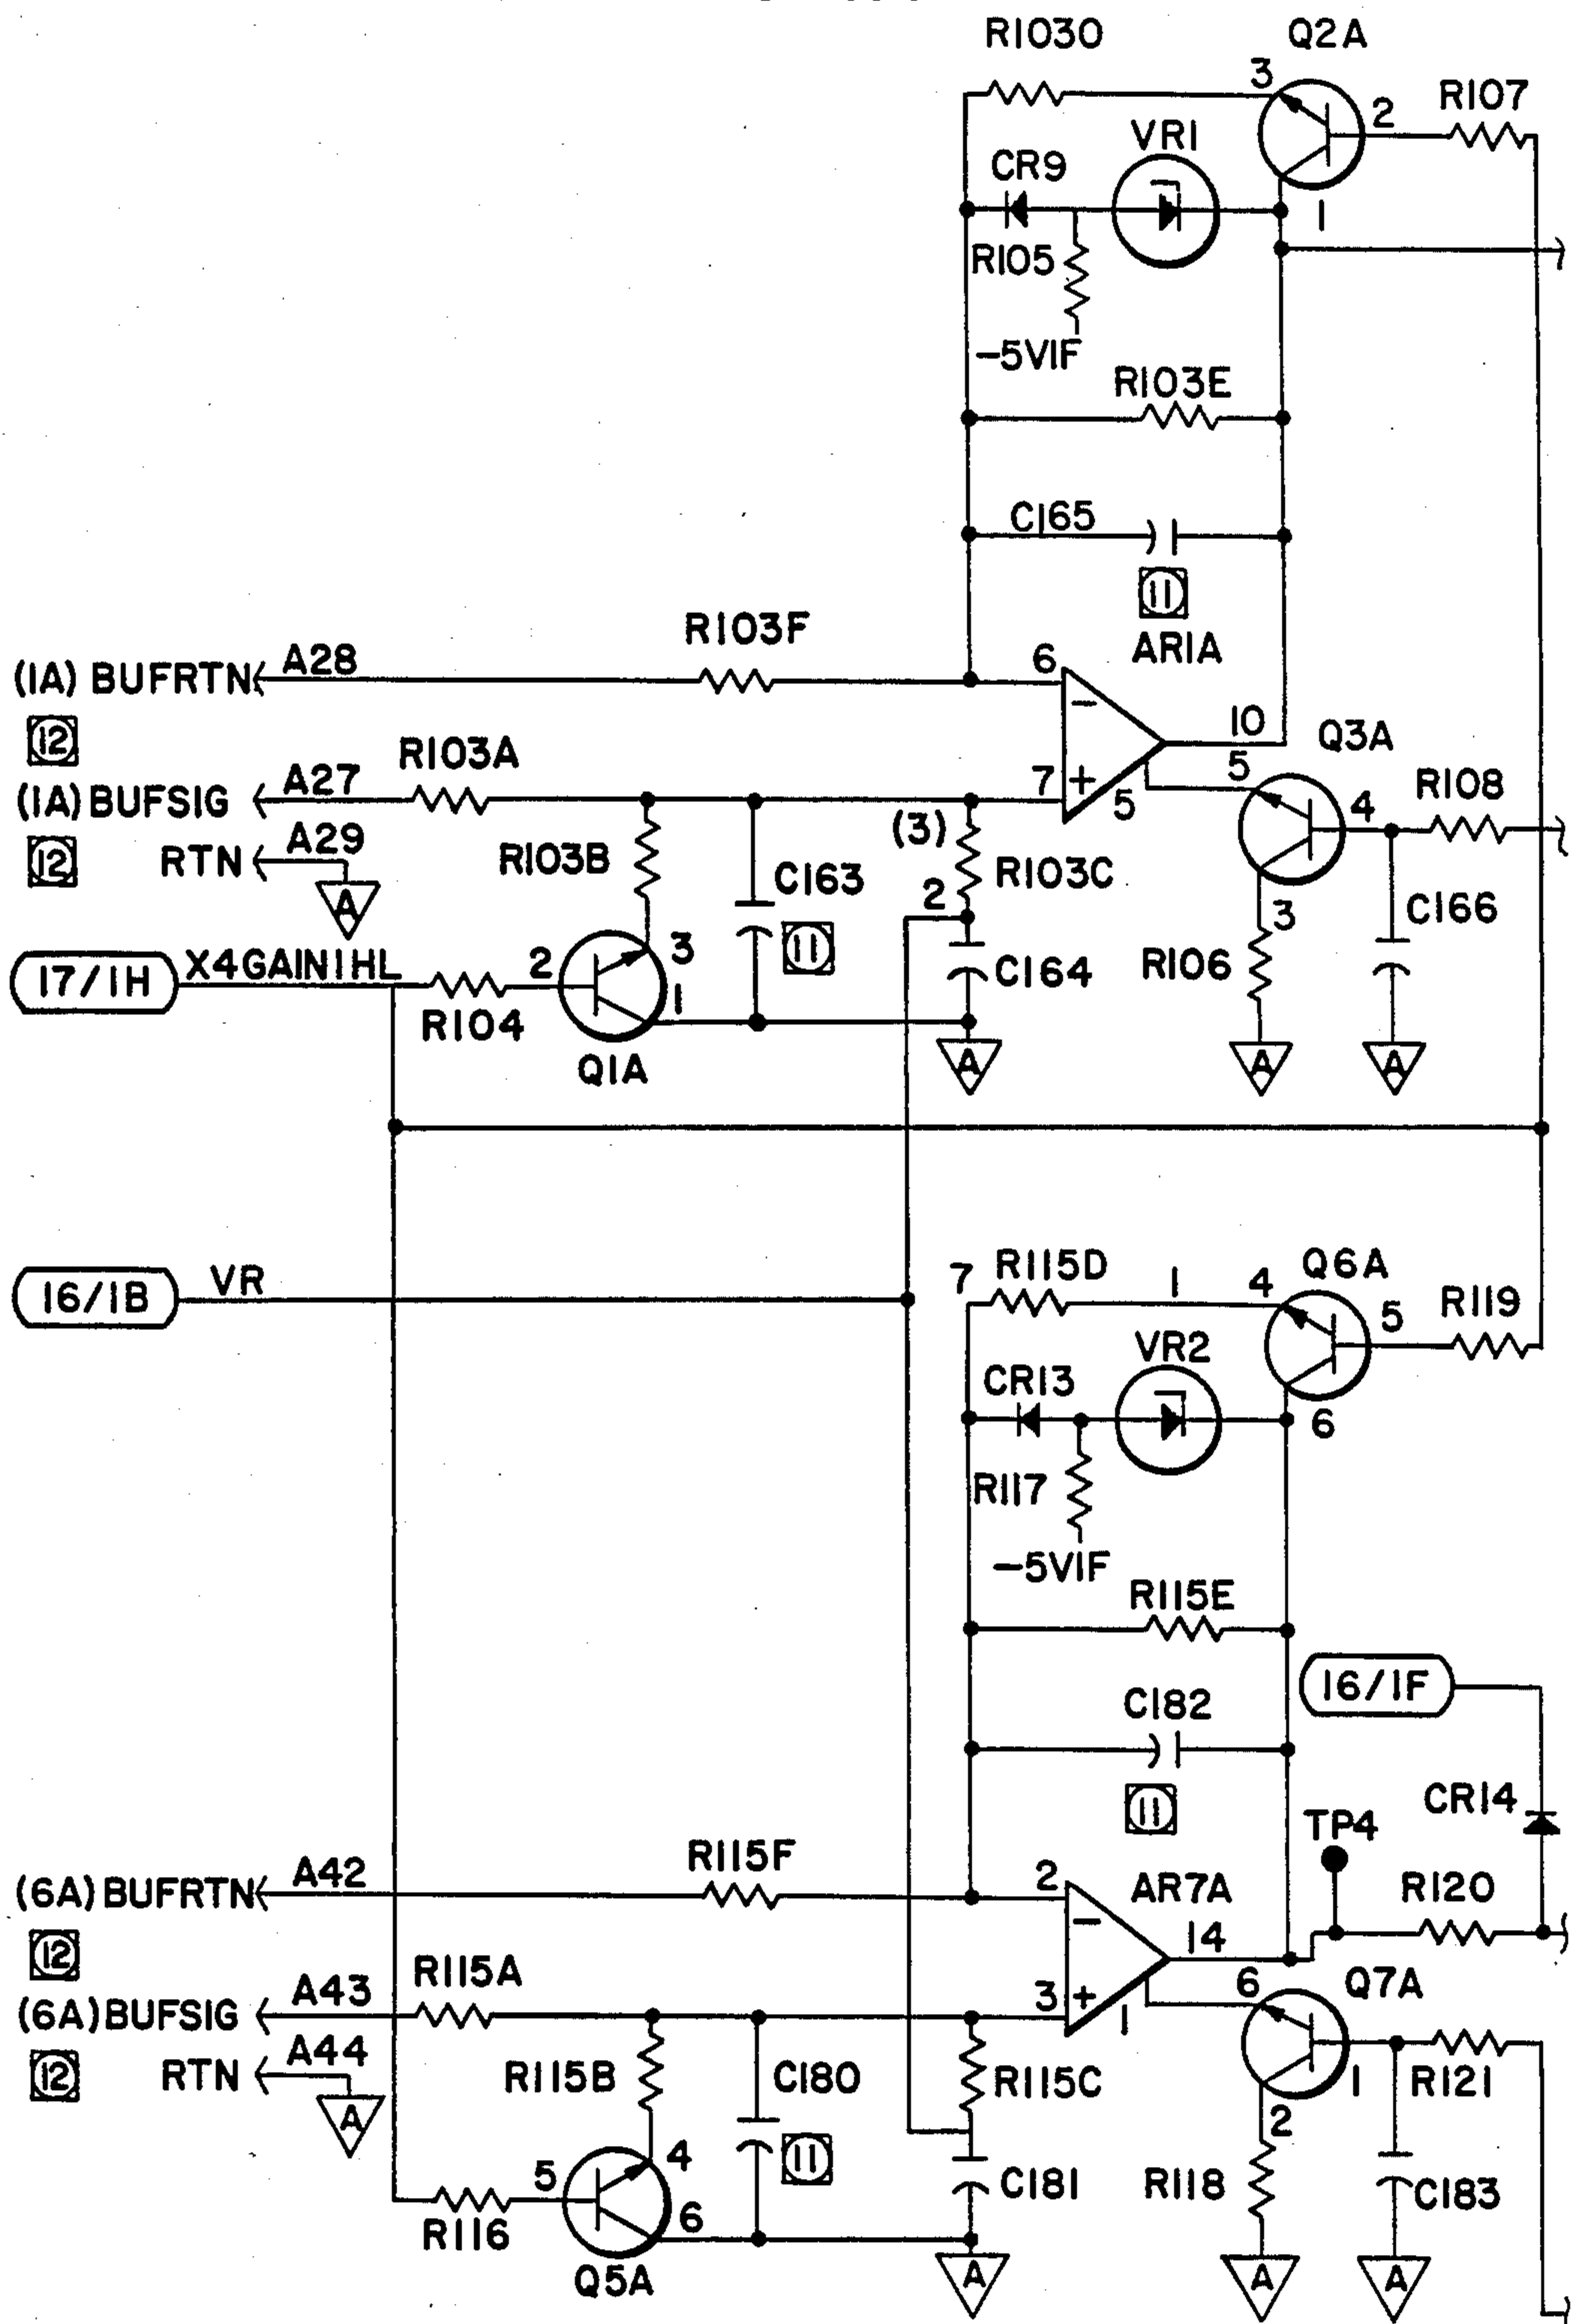 R1030 Q2A
3 2 R107
VR1
CR9
1
R105
-5VIF
R103E
C165
11
R103F AR1A
(1A) BUFRTN A28 6
-
12 10 Q3A
R103A 5
(1A) BUFSIG A27 7 + R108
5 4
(3)
12 RTN A29 R103B C163 R103C
A 2 C166
11 3
17/1H X4GAIN1HL 2 3 C164 R106
1
R104
Q1A A A A
16/1B VR
7 R115D 1 4 Q6A
5 R119
VR2
CR13
6
R117
-5VIF
R115E
16/1F
C182
11 CR14
TP4
R115F
(6A) BUFRTN A42 2 AR7A R120
-
12 14
R115A 6 Q7A
(6A) BUFSIG A43 3 +
1
12 RTN A44 R115B C180 R115C 1 R121
A 2
5 4 11 C181 R118 C183
R116 6
Q5A A A A